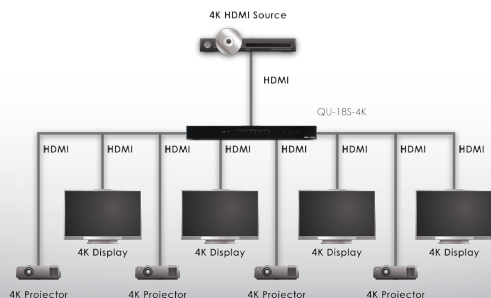 4K HDMI Source
HDMI
QU-18S-4K
HDMI HDMI HDMI HDMI HDMI HDMI HDMI HDMI
4K Display 4K Display 4K Display 4K Display
4K Projector 4K Projector 4K Projector 4K Projector